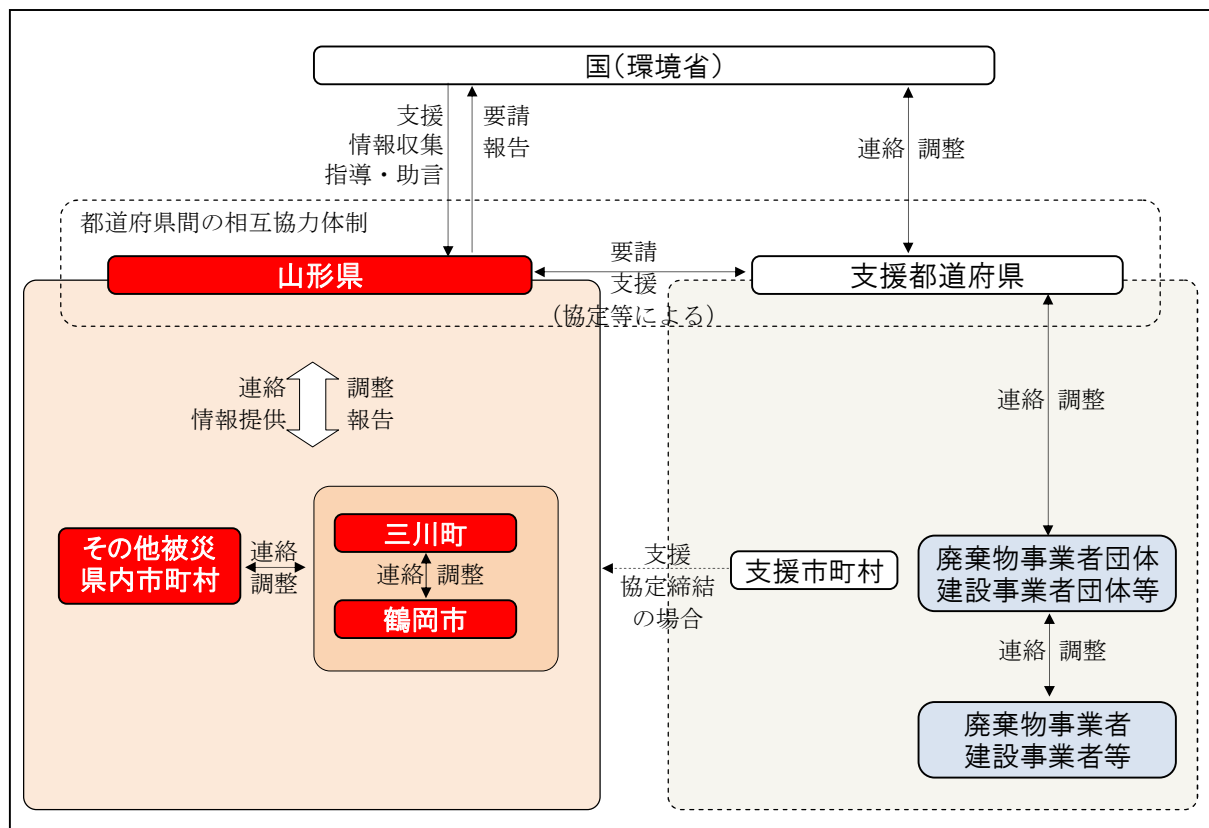 国(環境省)
支援
情報収集
指導・助言
要請
報告
連絡 調整
都道府県間の相互協力体制
山形県
要請
支援
(協定等による)
支援都道府県
連絡 調整
情報提供 報告
連絡 調整
その他被災
県内市町村
連絡
調整
三川町
連絡 調整
鶴岡市
支援
協定締結
の場合
支援市町村
廃棄物事業者団体
建設事業者団体等
連絡 調整
廃棄物事業者
建設事業者等